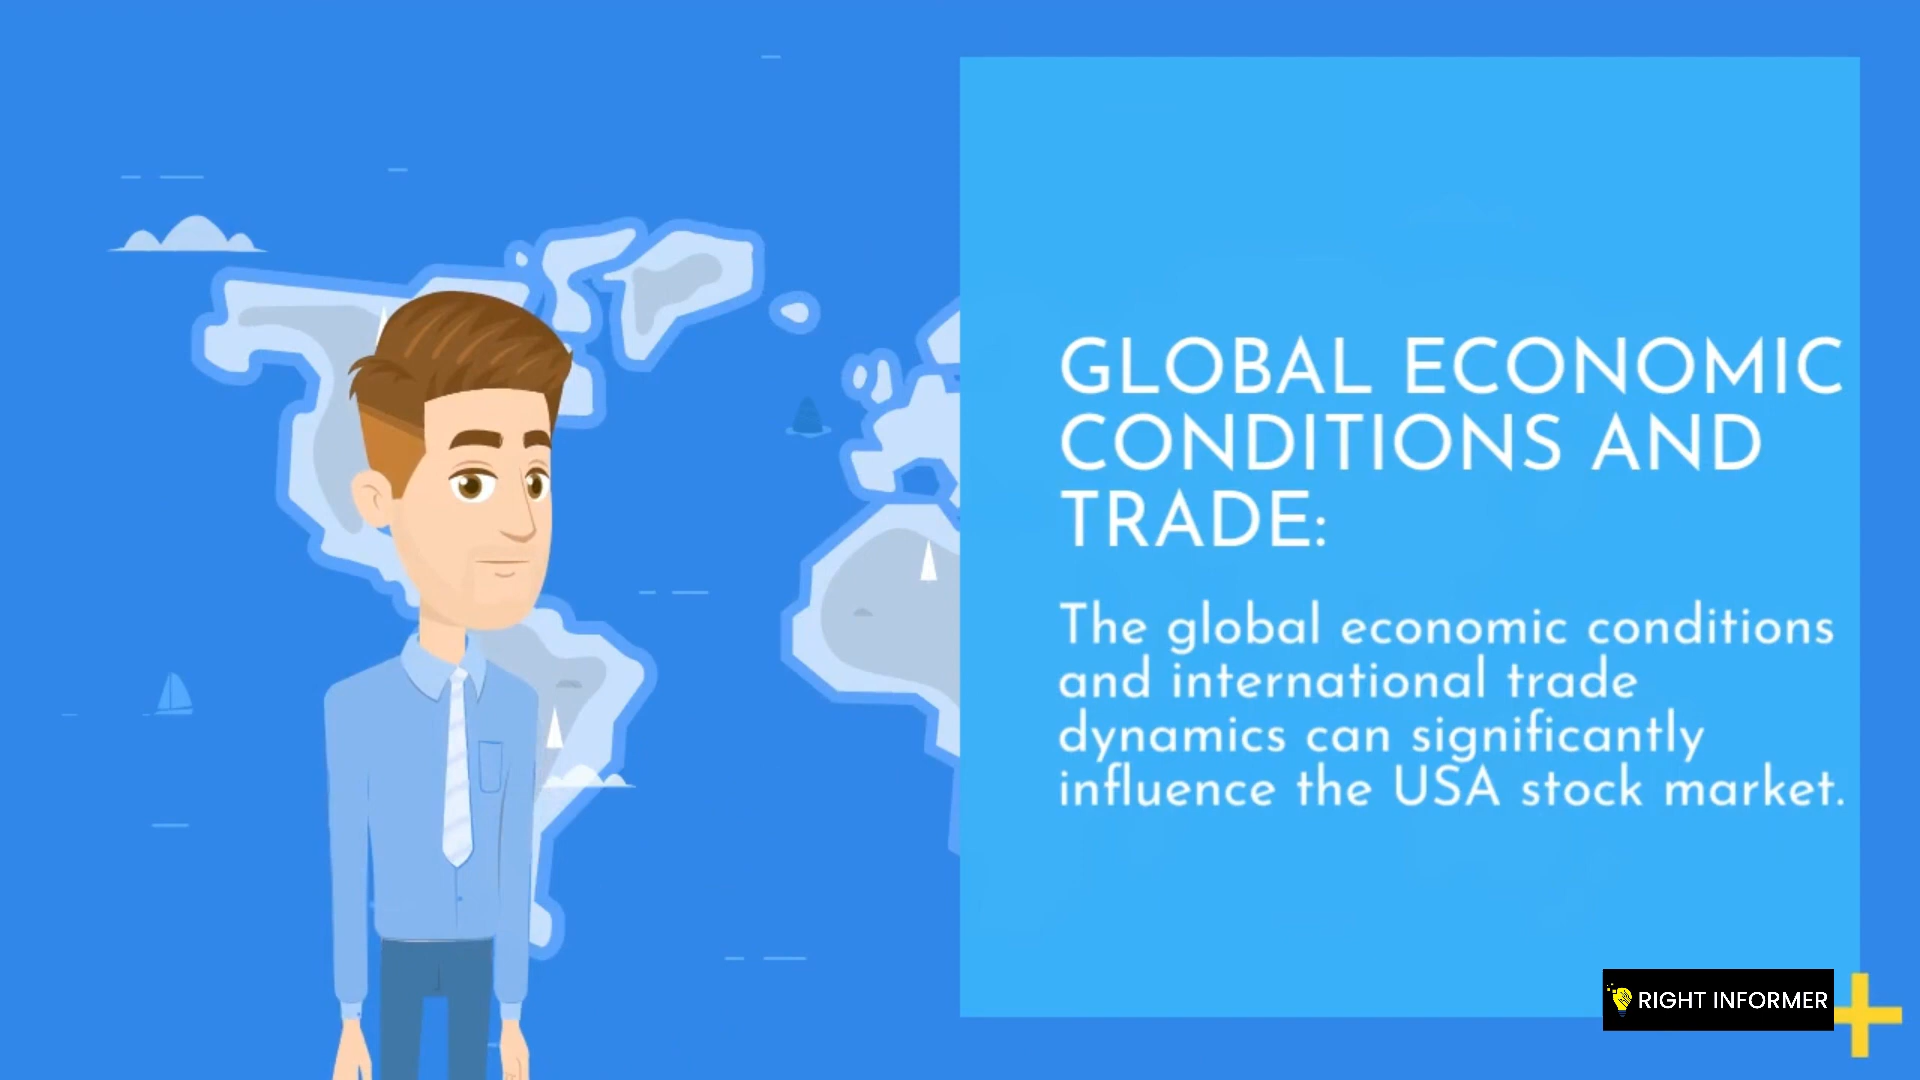 GLOBAL ECONOMIC
CONDITIONS AND
TRADE:
The global economic conditions
and international trade
dynamics can significantly
influence the USA stock market.
RIGHT INFORMER